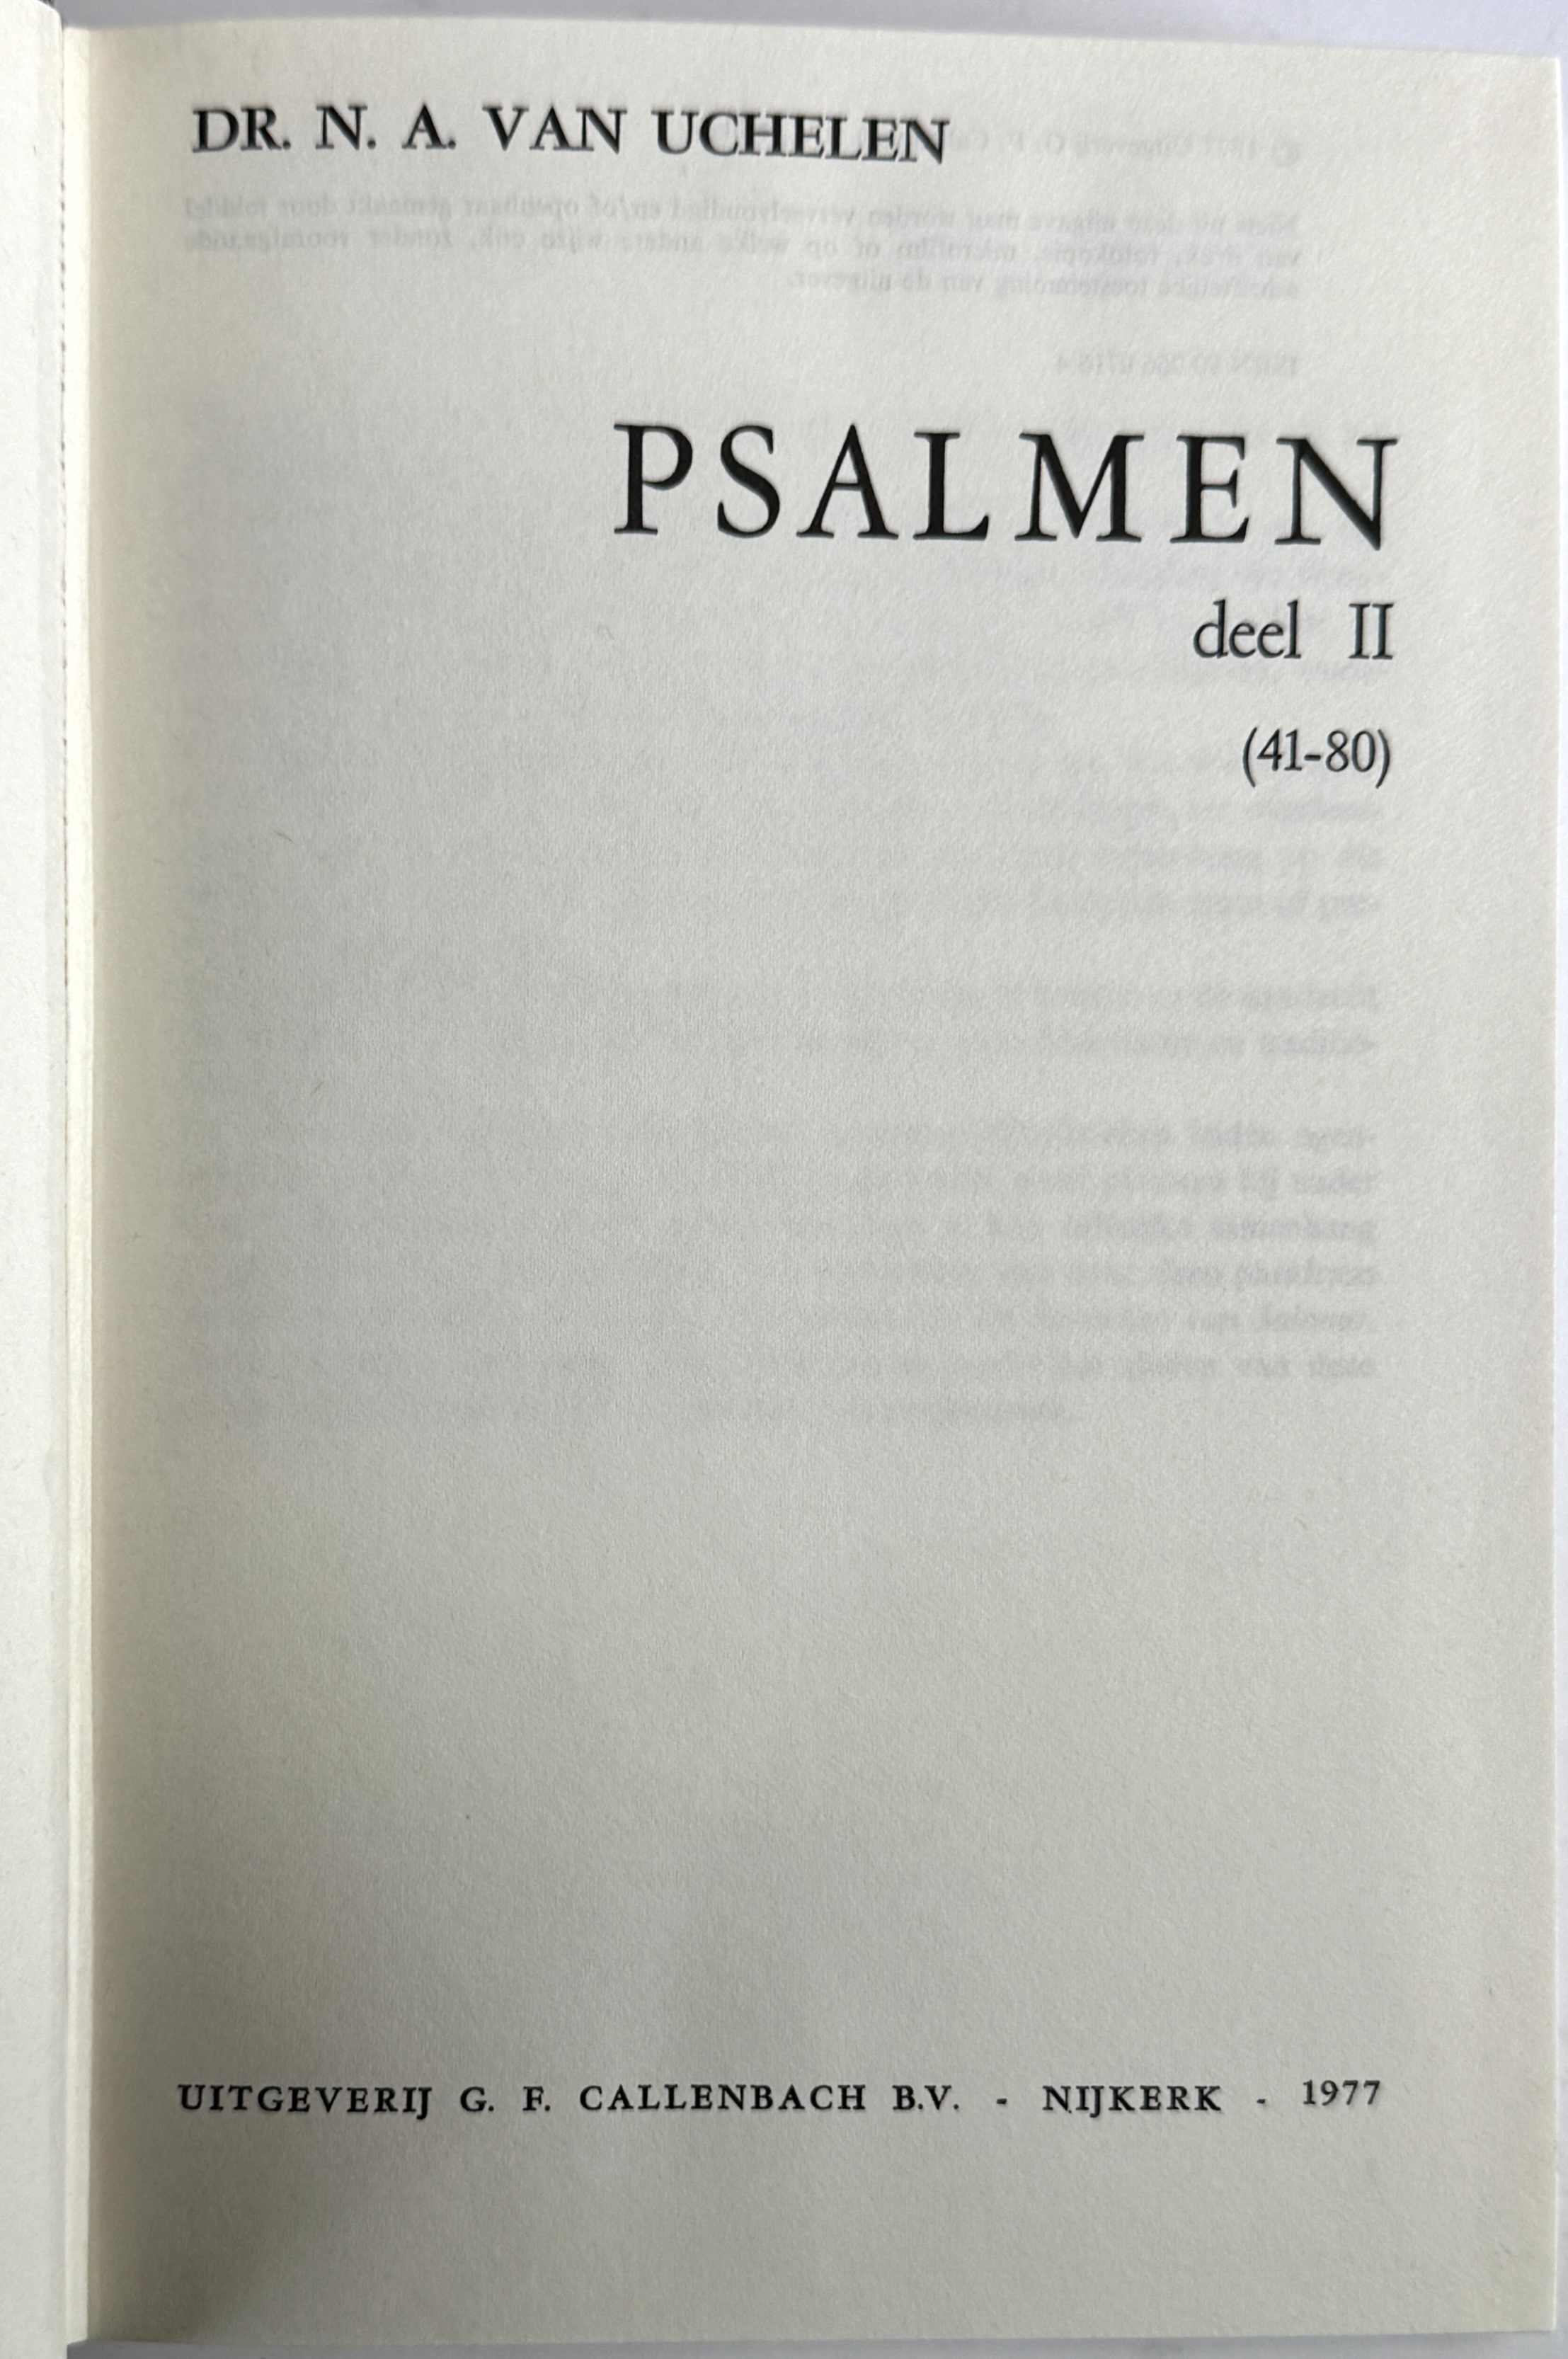 DR. N. A. VAN UCHELEN
PSALMEN
deel II
(41-80)
UITGEVERIJ G. F. CALLENBACH B.V. - NIJKERK - 1977